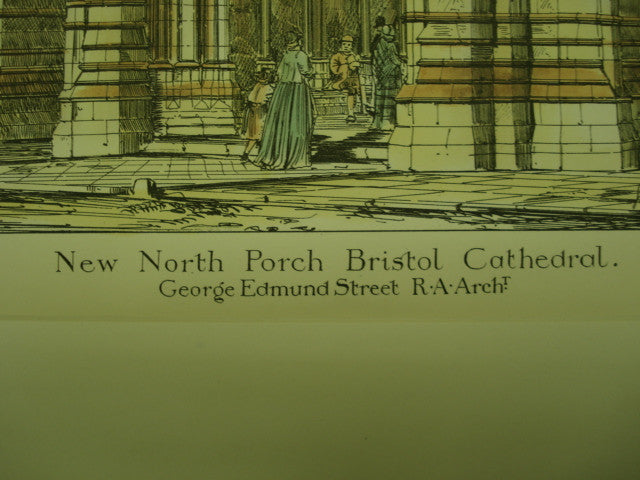 New North Porch Bristol Cathedral.
George Edmund Street R.A. Archt